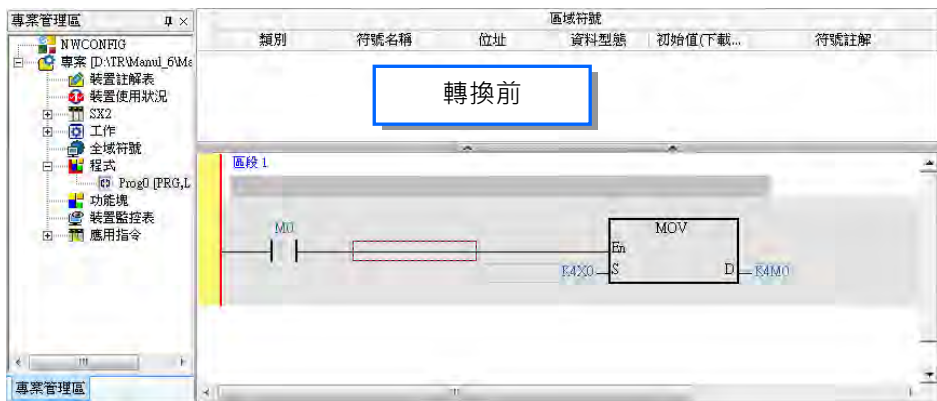 專案管理區
NWCONFIG
專案 [D:\TR\Manul_6\Ma
裝置註解表
裝置使用狀況
SX2
工作
全域符號
程式
Prog0 [PRG,L
功能塊
裝置監控表
應用指令
專案管理區
區域符號
類別 符號名稱 位址 資料型態 初始值(下載... 符號註解
轉換前
區段 1
M0
MOV
En
K4X0 S D K4M0